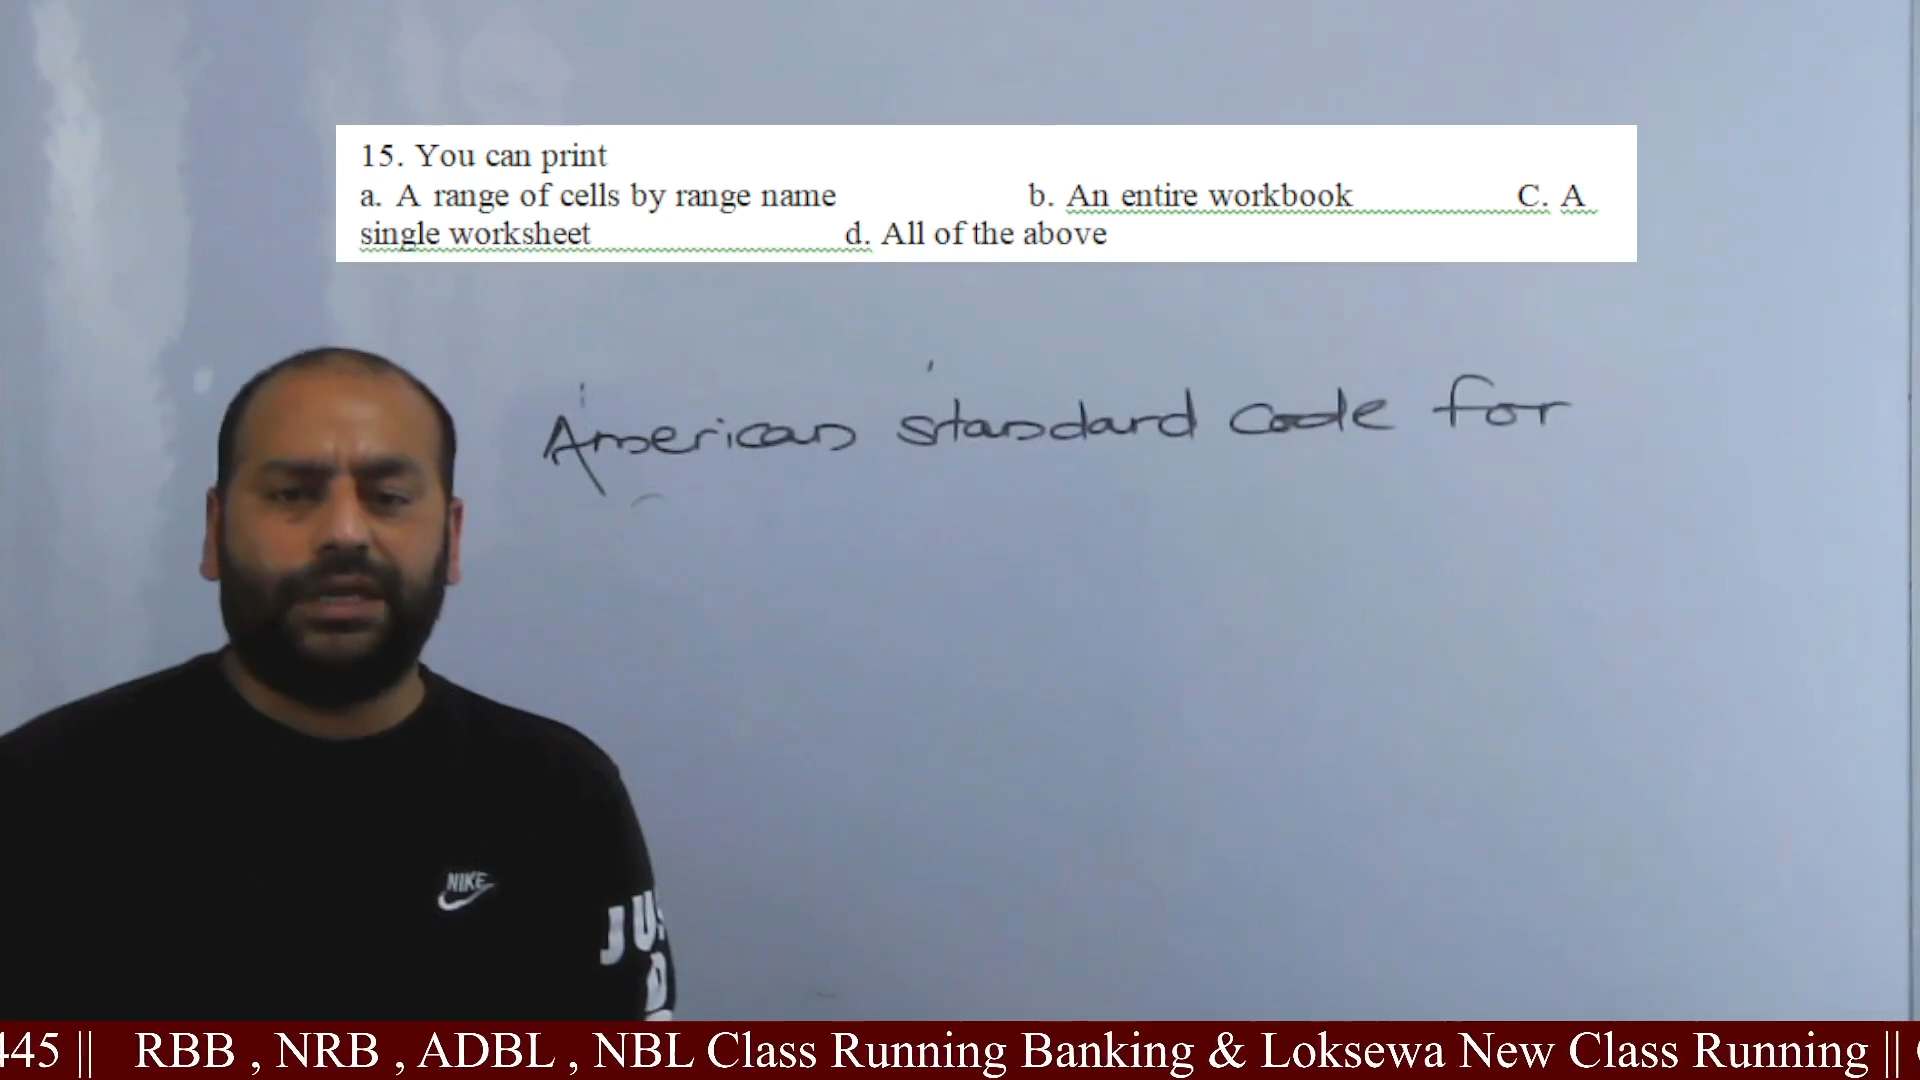 15. You can print
a. A range of cells by range name b. An entire workbook C. A
single worksheet d. All of the above
American standard code for
NIKE
JUS
445 || RBB , NRB , ADBL , NBL Class Running Banking & Loksewa New Class Running ||